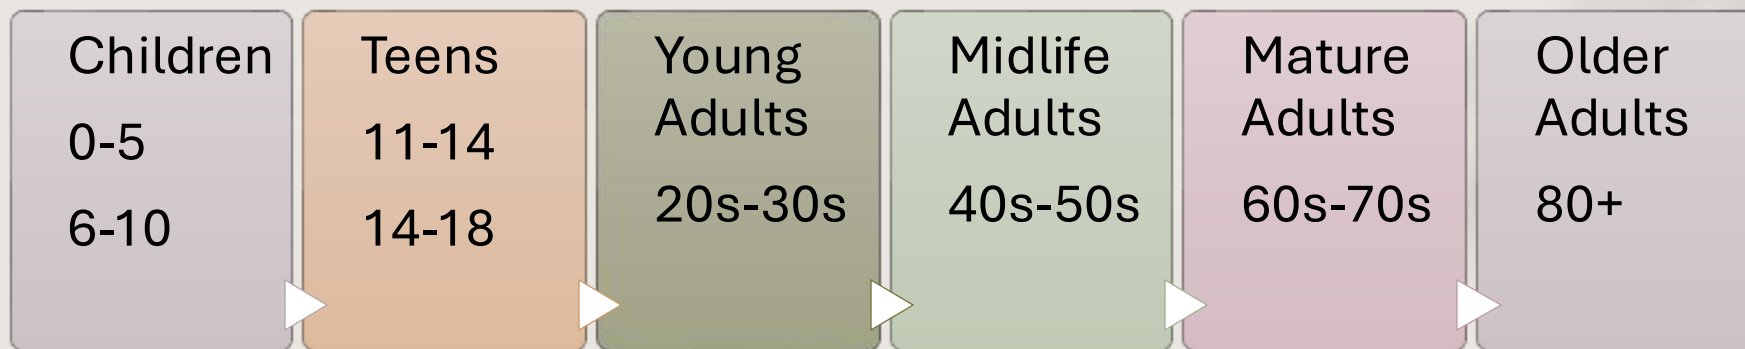 Children
0-5
6-10
Teens
11-14
14-18
Young
Adults
20s-30s
Midlife
Adults
40s-50s
Mature
Adults
60s-70s
Older
Adults
80+